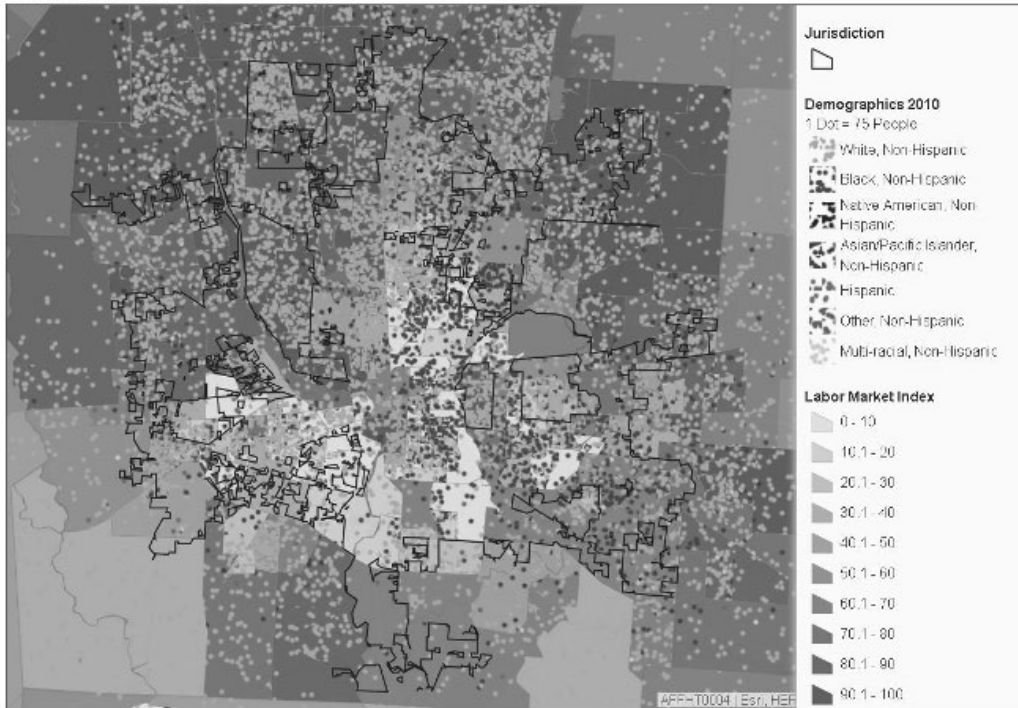 Jurisdiction
Demographics 2010
1 Dot = 75 People
White, Non-Hispanic
Black, Non-Hispanic
Native American, Non-
Hispanic
Asian/Pacific Islander,
Non-Hispanic
Hispanic
Other, Non-Hispanic
Multi-racial, Non-Hispanic
Labor Market Index
0 - 10
10.1 - 20
20.1 - 30
30.1 - 40
40.1 - 50
50.1 - 60
60.1 - 70
70.1 - 80
80.1 - 90
90.1 - 100
AFFHT0004 | Esri, HER